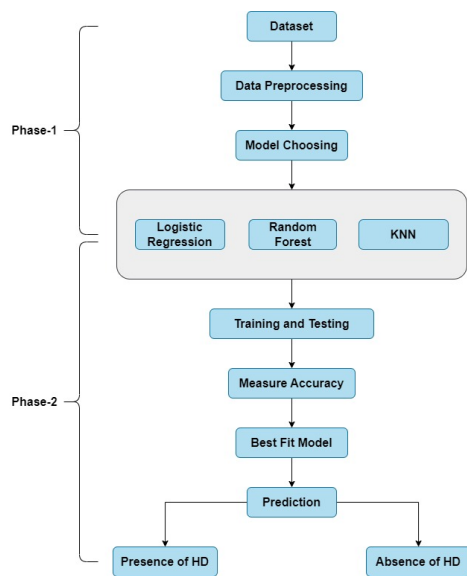 Dataset
Data Preprocessing
Phase-1
Model Choosing
Logistic
Regression
Random
Forest
KNN
Training and Testing
Measure Accuracy
Phase-2
Best Fit Model
Prediction
Presence of HD
Absence of HD